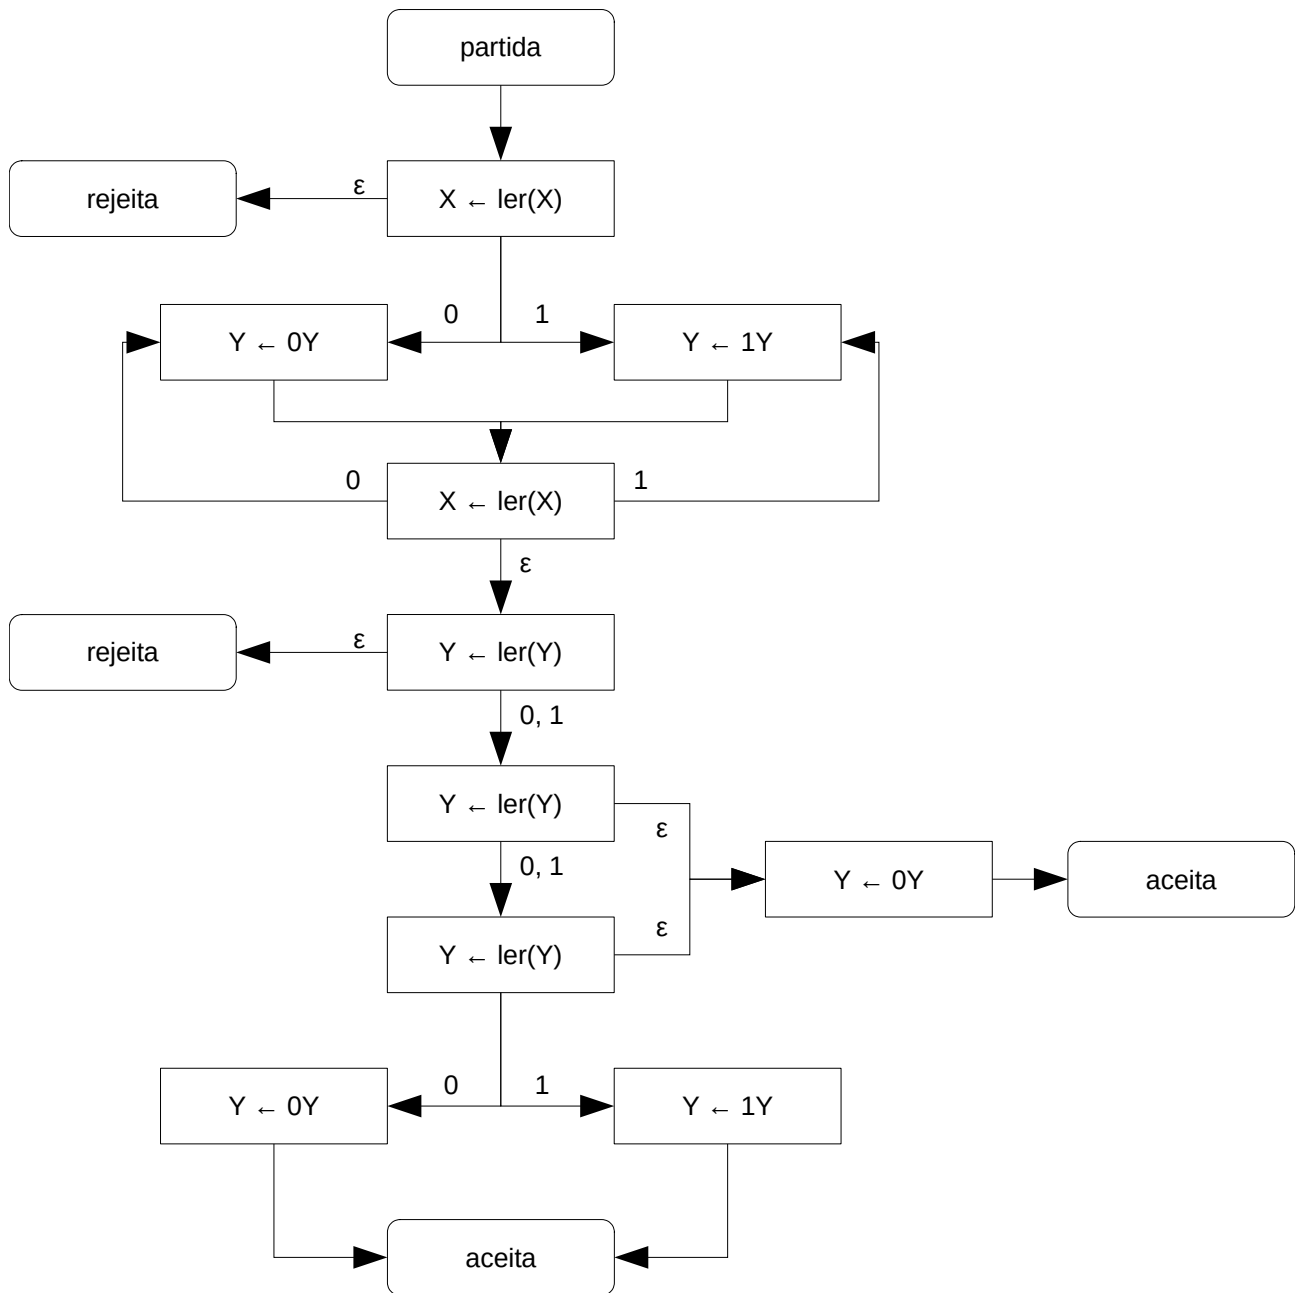 partida
rejeita
ε
X ← ler(X)
Y ← 0Y
0
1
Y ← 1Y
0
X ← ler(X)
1
ε
rejeita
ε
Y ← ler(Y)
0, 1
Y ← ler(Y)
ε
0, 1
Y ← 0Y
aceita
Y ← ler(Y)
ε
Y ← 0Y
0
1
Y ← 1Y
aceita